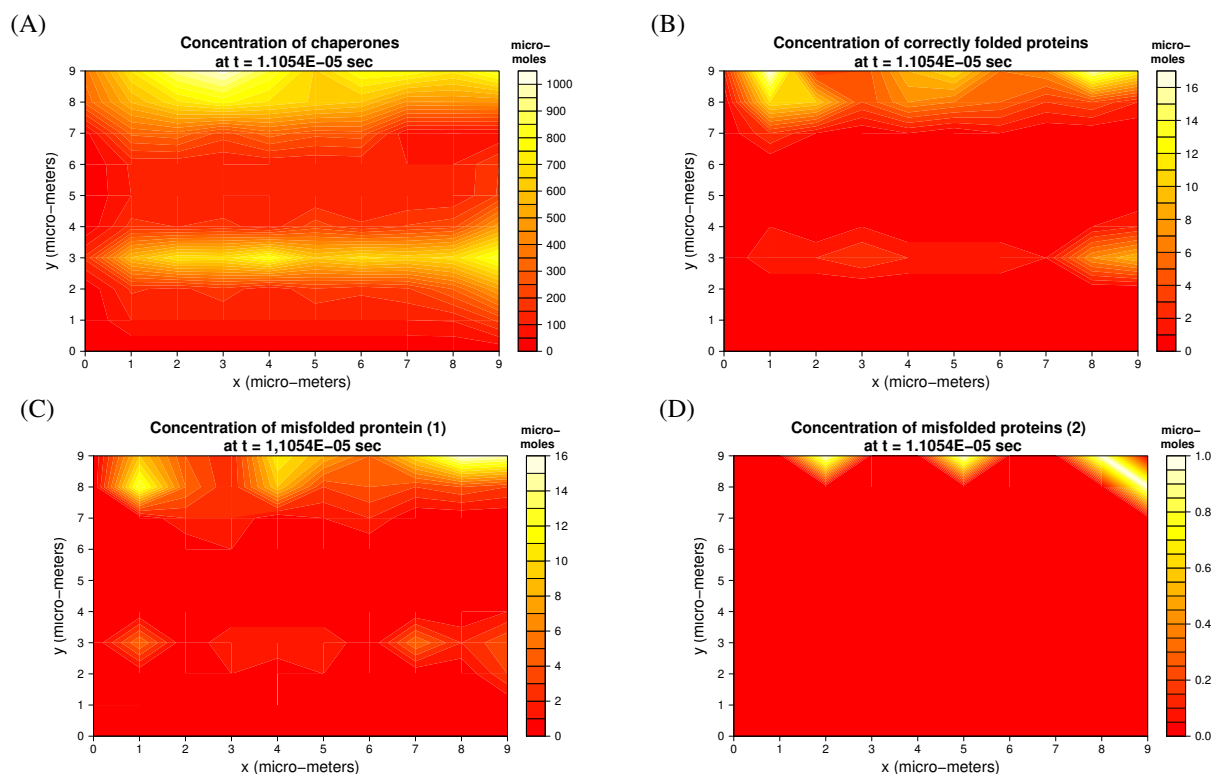 (A)
Concentration of chaperones
at t = 1.1054E−05 sec
micro−
moles
9
8
7
6
5
4
3
2
1
0
y (micro−meters)
0 1 2 3 4 5 6 7 8 9
x (micro−meters)
1000
900
800
700
600
500
400
300
200
100
0
(B)
Concentration of correctly folded proteins
at t = 1.1054E−05 sec
micro−
moles
9
8
7
6
5
4
3
2
1
0
y (micro−meters)
0 1 2 3 4 5 6 7 8 9
x (micro−meters)
16
14
12
10
8
6
4
2
0
(C)
Concentration of misfolded prontein (1)
at t = 1,1054E−05 sec
micro−
moles
9
8
7
6
5
4
3
2
1
0
y (micro−meters)
0 1 2 3 4 5 6 7 8 9
x (micro−meters)
16
14
12
10
8
6
4
2
0
(D)
Concentration of misfolded proteins (2)
at t = 1.1054E−05 sec
micro−
moles
9
8
7
6
5
4
3
2
1
0
y (micro−meters)
0 1 2 3 4 5 6 7 8 9
x (micro−meters)
1.0
0.8
0.6
0.4
0.2
0.0